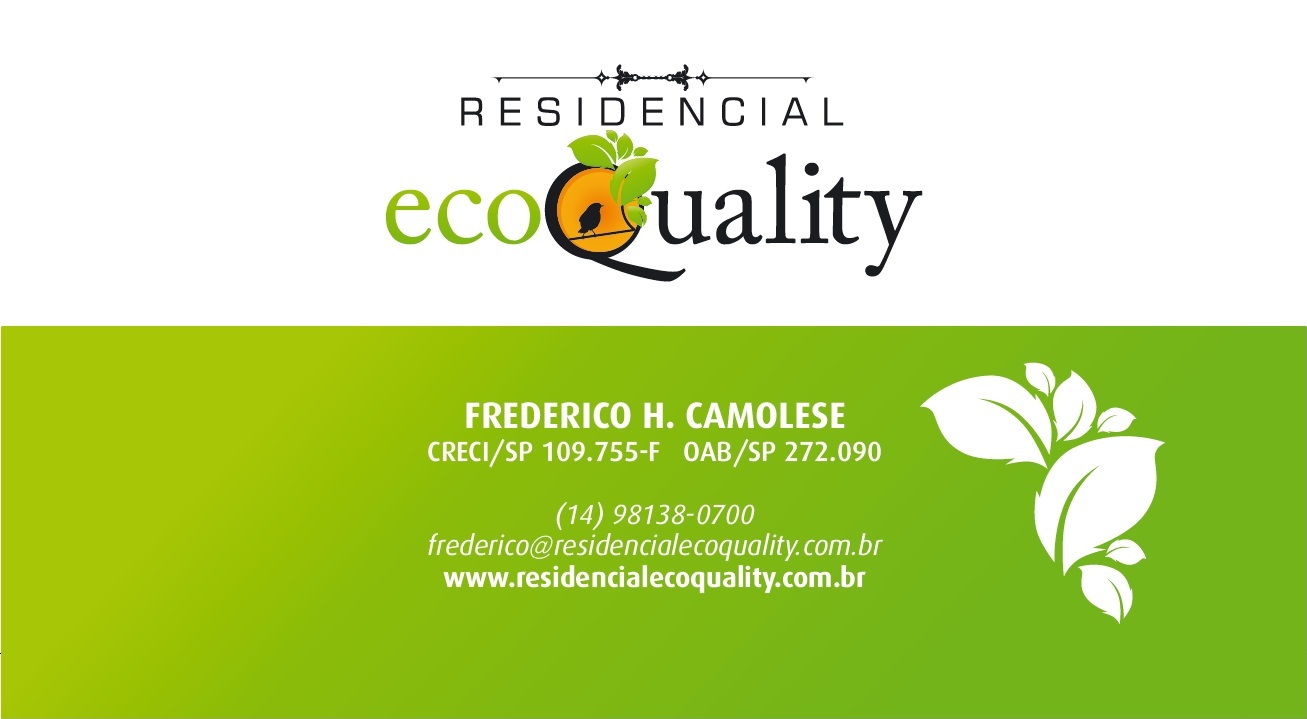 RESIDENCIAL
ecoQuality
FREDERICO H. CAMOLESE
CRECI/SP 109.755-F OAB/SP 272.090
(14) 98138-0700
frederico@residencialecoquality.com.br
www.residencialecoquality.com.br